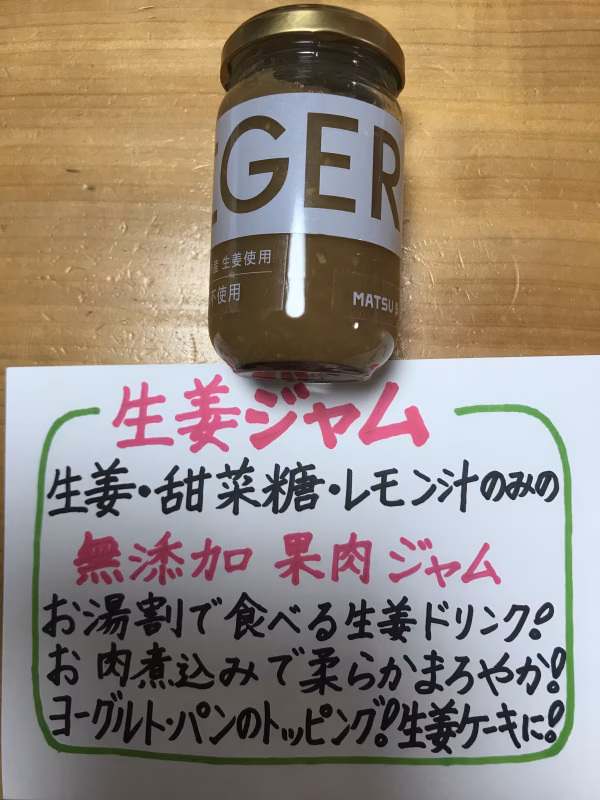 GER
生姜使用
不使用
MATSU
生姜ジャム
生姜・甜菜糖・レモン汁のみの
無添加 果肉ジャム
お湯割で食べる生姜ドリンク!
お肉煮込みで柔らかまろやか!
ヨーグルト・パンのトッピング!生姜ケーキに!